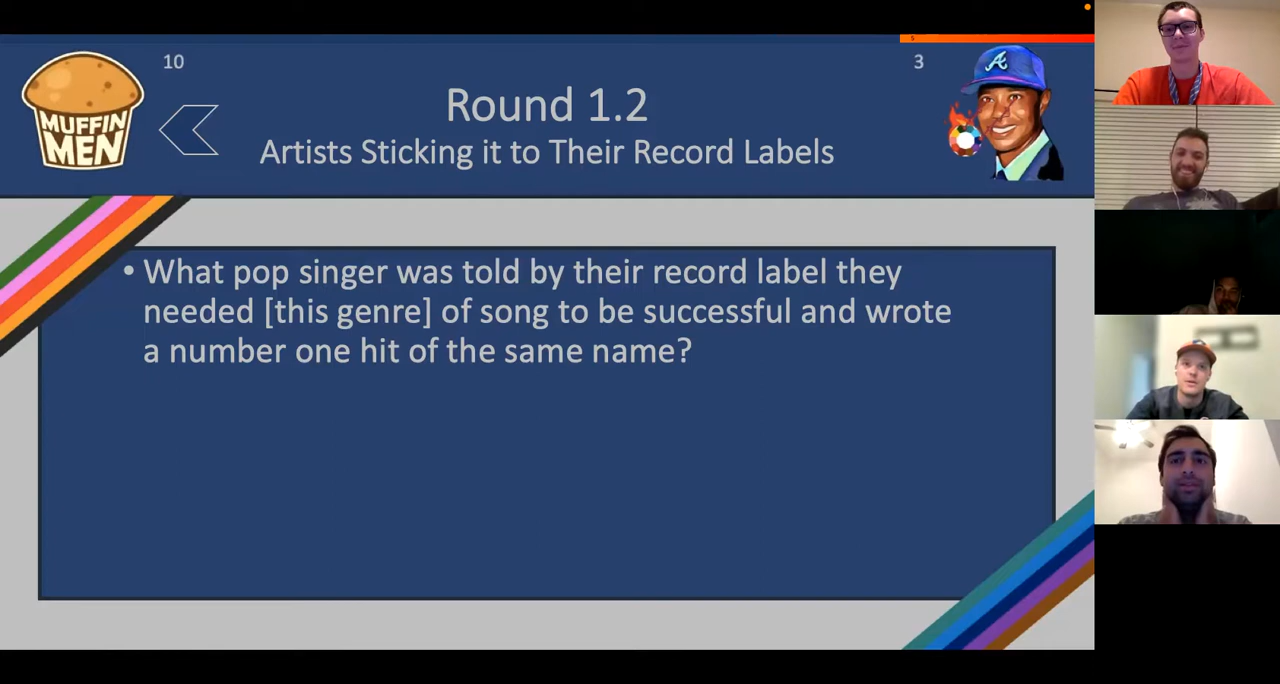 10
3
5
MUFFIN
MEN
A
Round 1.2
Artists Sticking it to Their Record Labels
• What pop singer was told by their record label they
needed [this genre] of song to be successful and wrote
a number one hit of the same name?